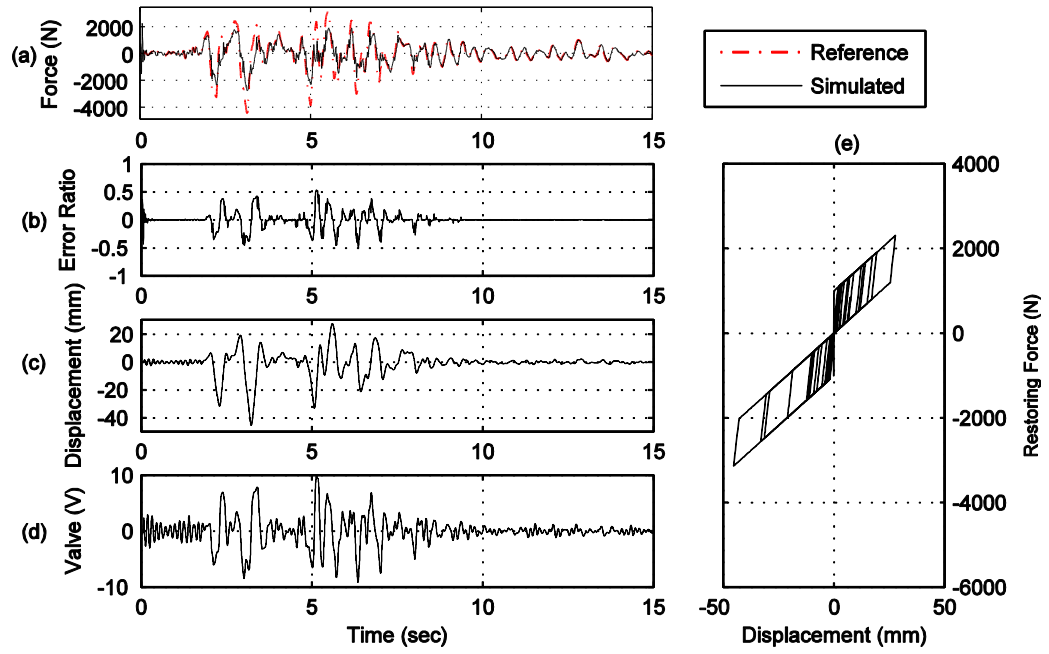 (a)
Force (N)
2000
0
-2000
-4000
0
5
10
15
Reference
Simulated
(b)
Error Ratio
1
0.5
0
-0.5
-1
0
5
10
15
(c)
Displacement (mm)
20
0
-20
-40
0
5
10
15
(d)
Valve (V)
10
0
-10
0
5
10
15
Time (sec)
(e)
4000
2000
0
-2000
-4000
-6000
Restoring Force (N)
-50
0
50
Displacement (mm)